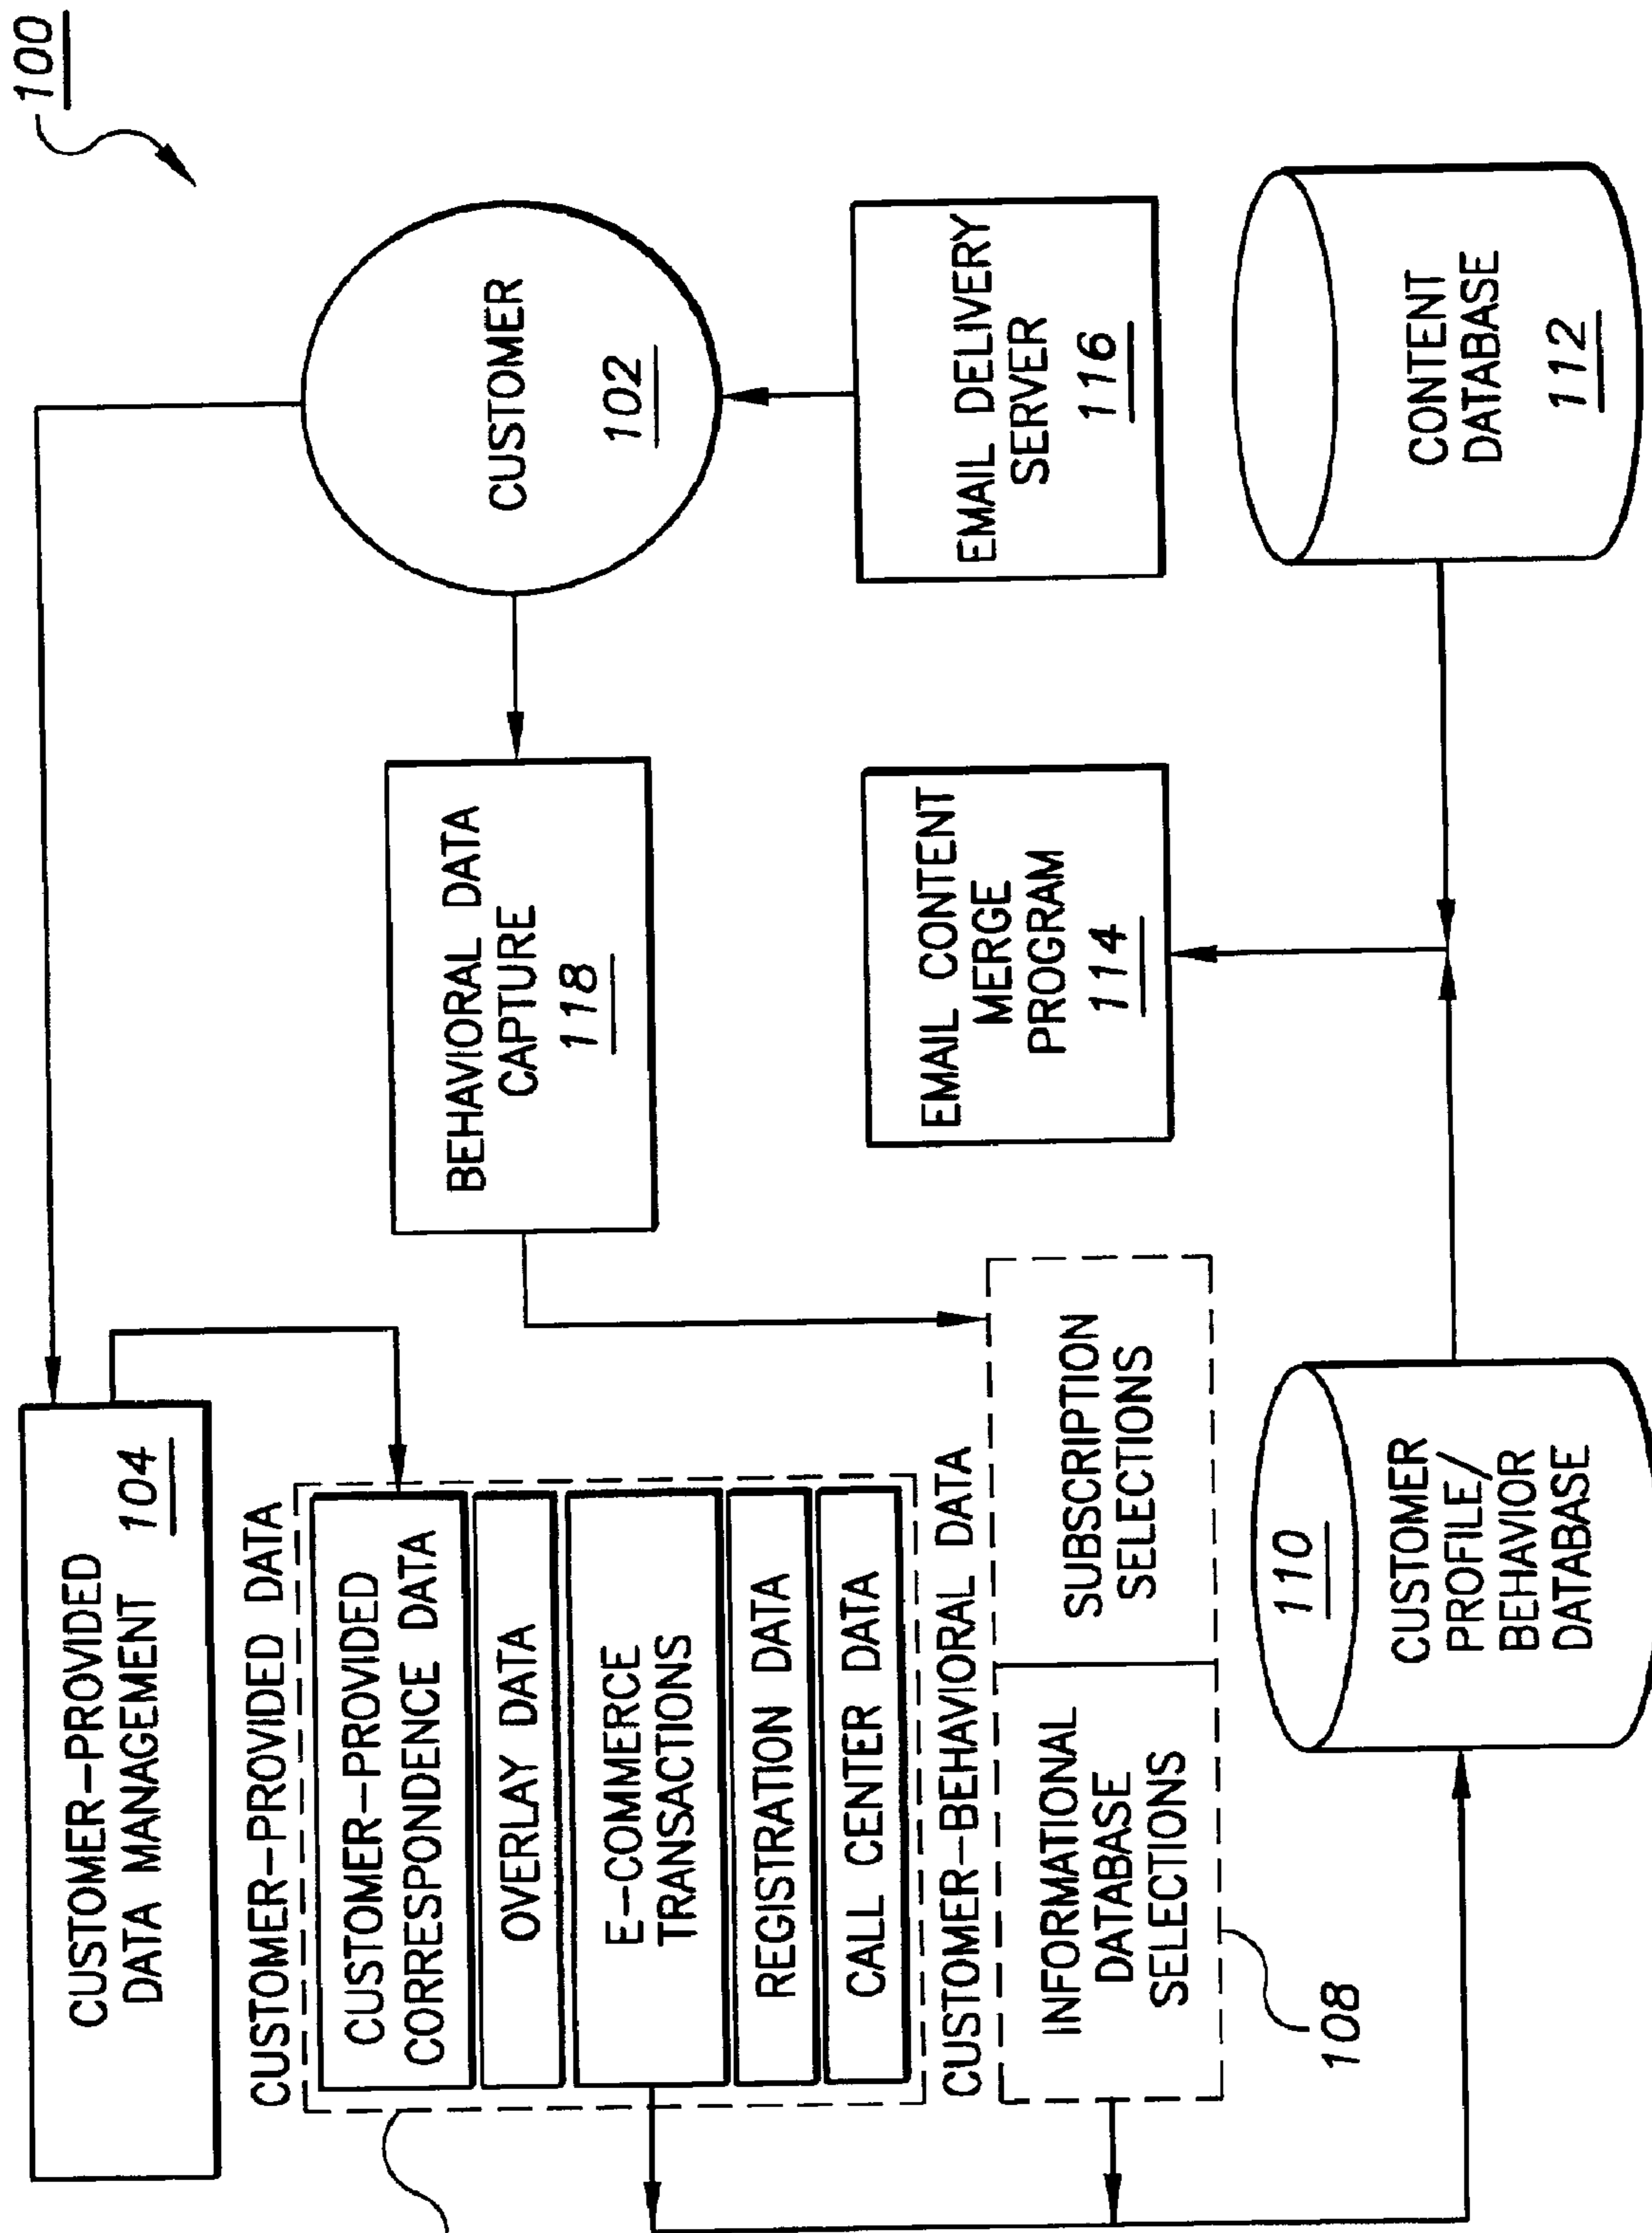 100
CUSTOMER-PROVIDED
DATA MANAGEMENT 104
CUSTOMER-PROVIDED DATA
CUSTOMER-PROVIDED
CORRESPONDENCE DATA
OVERLAY DATA
E-COMMERCE
TRANSACTIONS
REGISTRATION DATA
CALL CENTER DATA
CUSTOMER-BEHAVIORAL DATA
INFORMATIONAL
DATABASE
SELECTIONS
SUBSCRIPTION
SELECTIONS
108
BEHAVIORAL DATA
CAPTURE
118
CUSTOMER
102
EMAIL CONTENT
MERGE
PROGRAM
114
EMAIL DELIVERY
SERVER
116
110
CUSTOMER
PROFILE/
BEHAVIOR
DATABASE
CONTENT
DATABASE
112